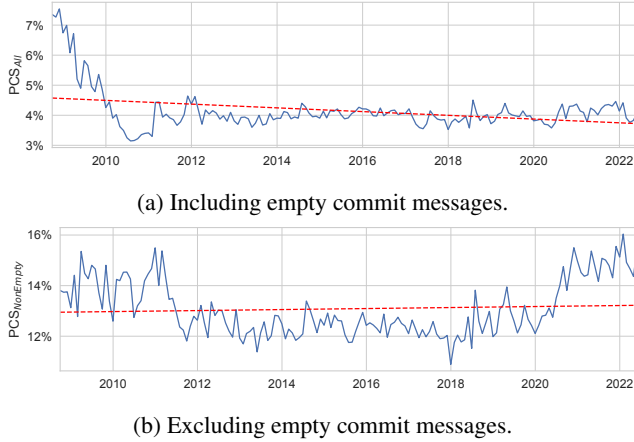 7%
6%
5%
4%
3%
PCS_All
2010 2012 2014 2016 2018 2020 2022
(a) Including empty commit messages.
16%
14%
12%
PCS_NonEmpty
2010 2012 2014 2016 2018 2020 2022
(b) Excluding empty commit messages.